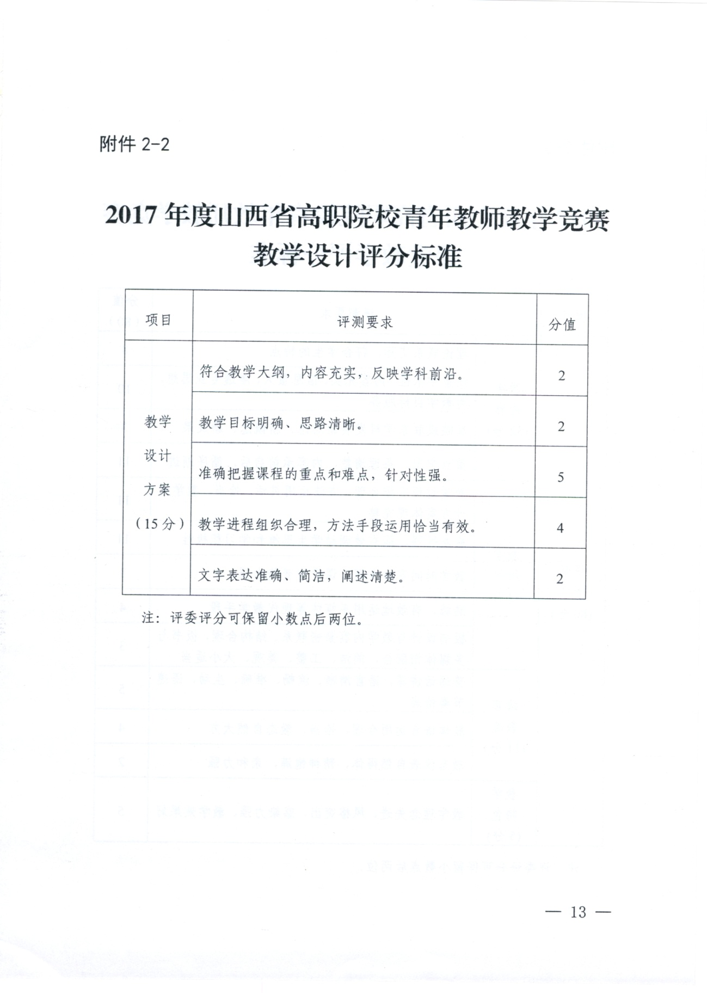 附件 2-2
2017 年度山西省高职院校青年教师教学竞赛
教学设计评分标准
项目 评测要求 分值
教学
设计
方案
(15 分)
符合教学大纲，内容充实，反映学科前沿。 2
教学目标明确、思路清晰。 2
准确把握课程的重点和难点，针对性强。 5
教学进程组织合理，方法手段运用恰当有效。 4
文字表达准确、简洁，阐述清楚。 2
注：评委评分可保留小数点后两位。
— 13 —